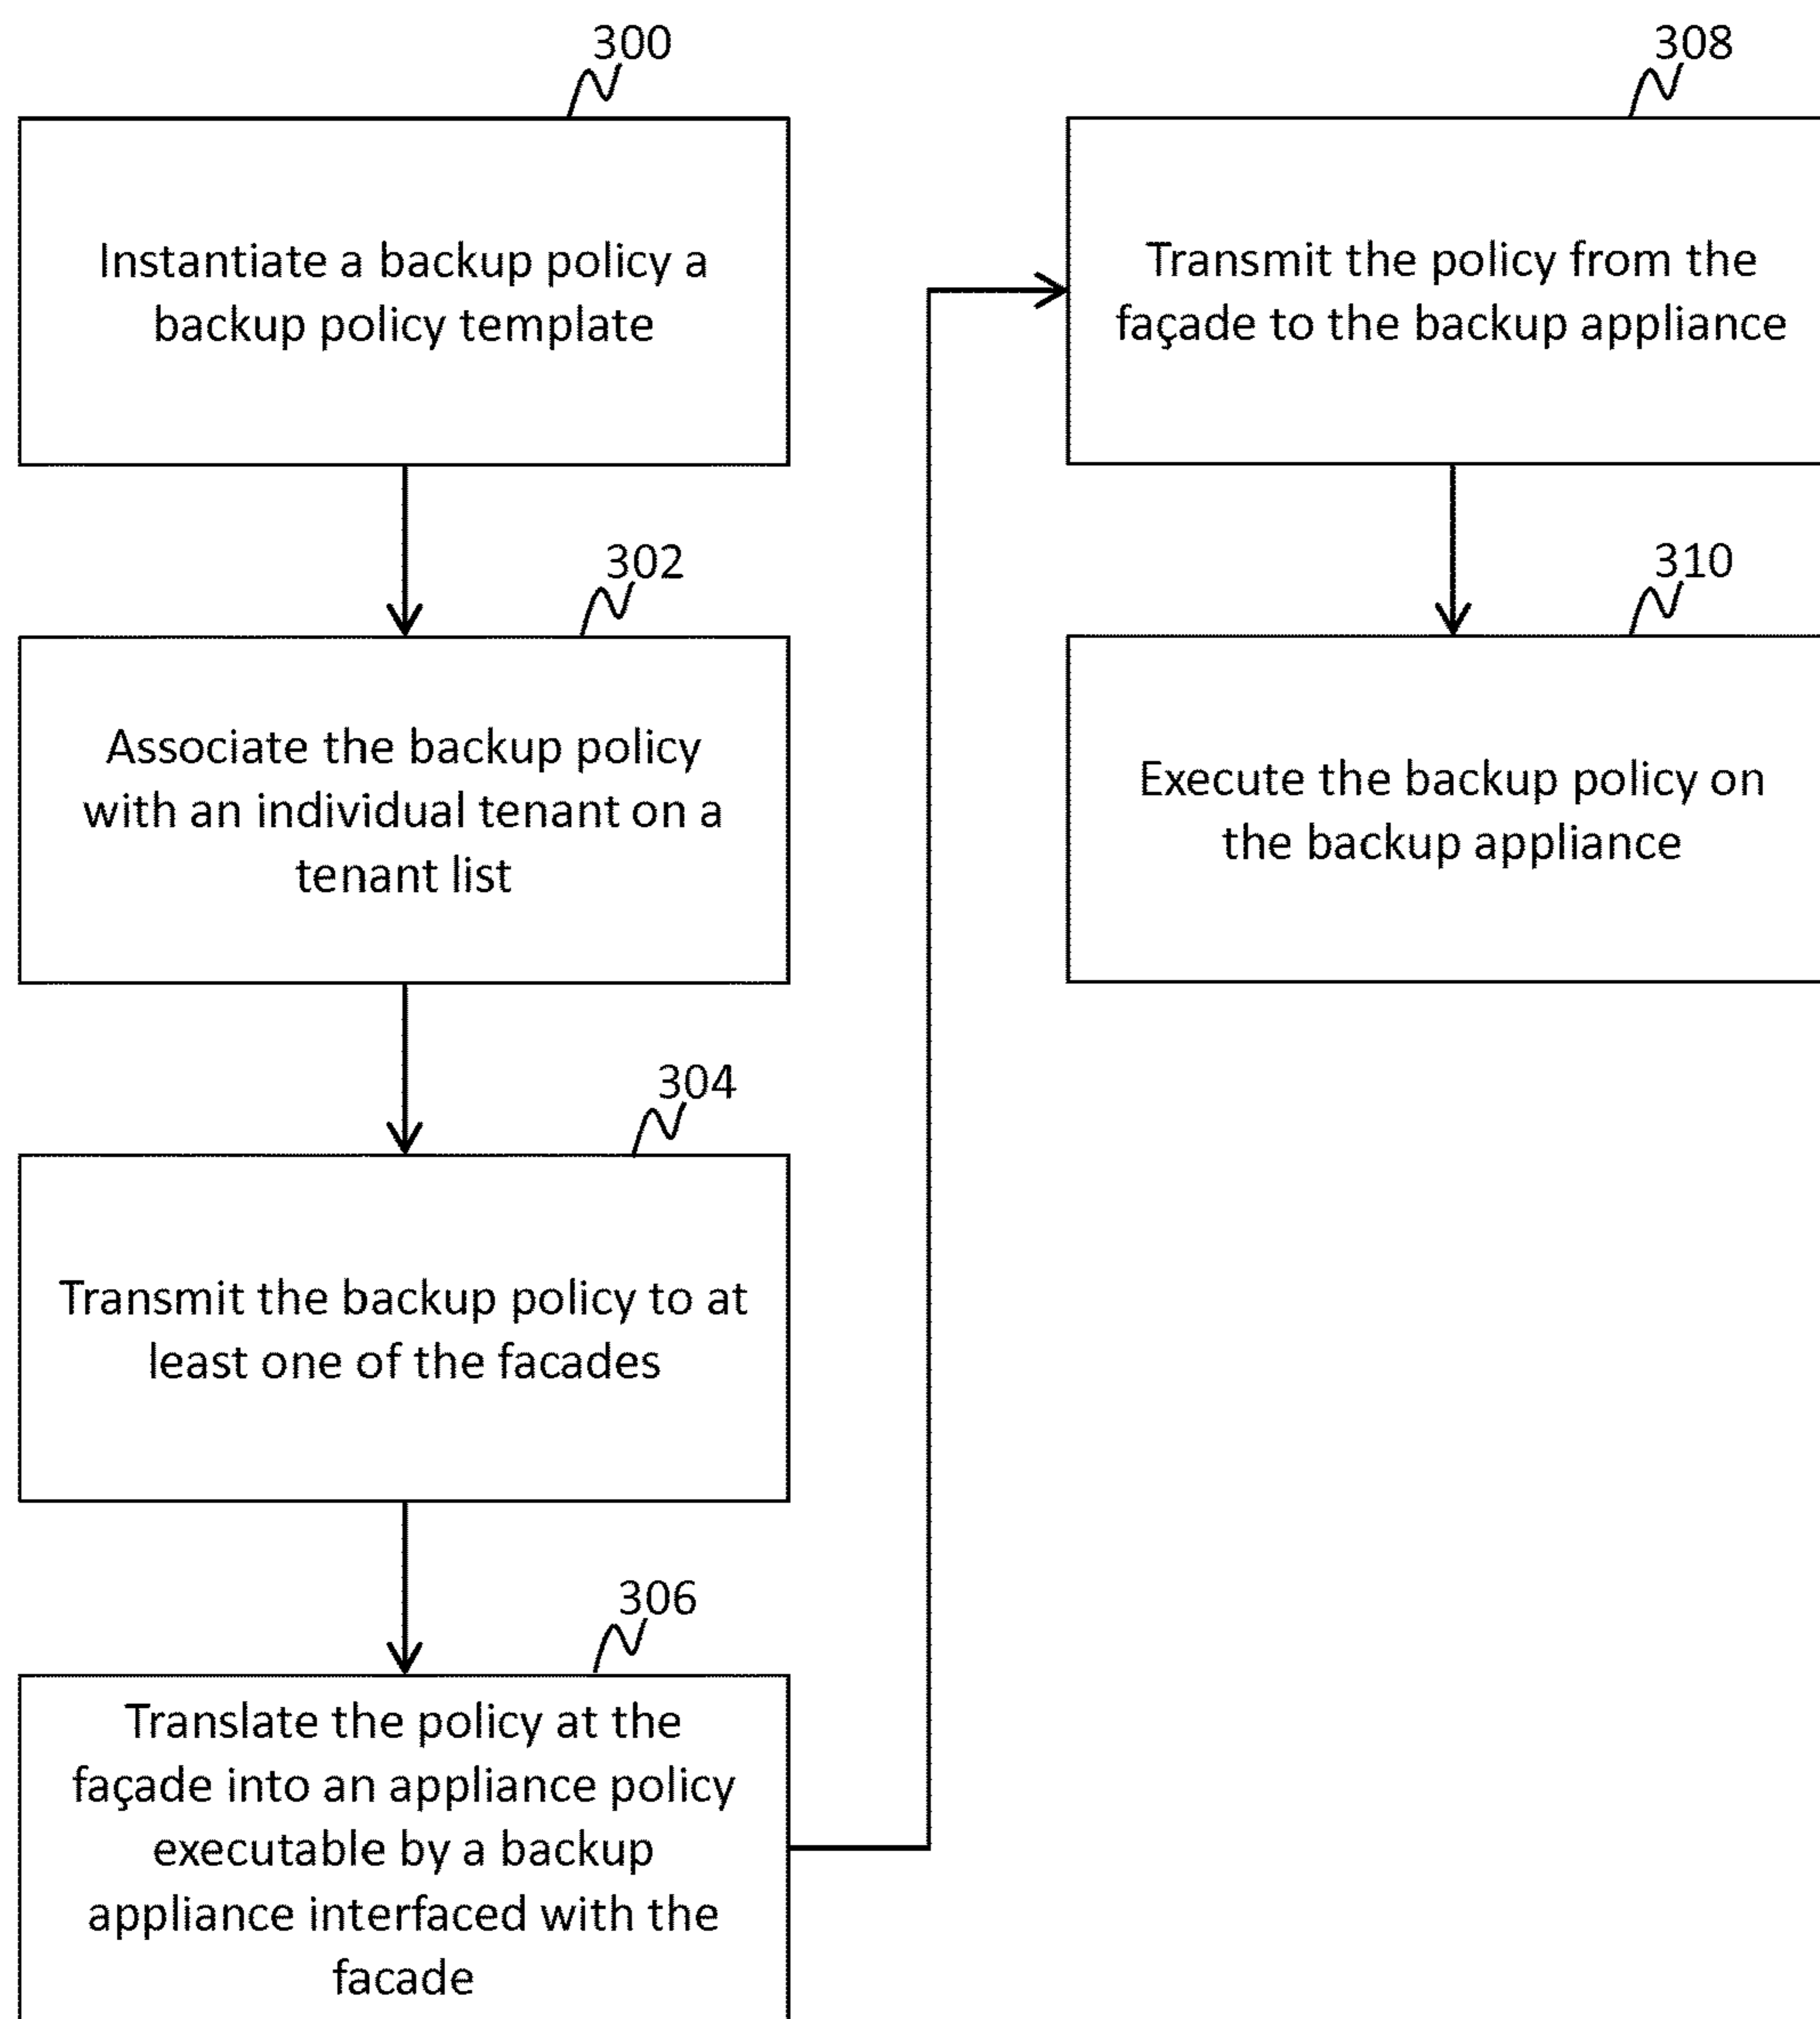 300
Instantiate a backup policy a
backup policy template
302
Associate the backup policy
with an individual tenant on a
tenant list
304
Transmit the backup policy to at
least one of the facades
306
Translate the policy at the
façade into an appliance policy
executable by a backup
appliance interfaced with the
facade
308
Transmit the policy from the
façade to the backup appliance
310
Execute the backup policy on
the backup appliance